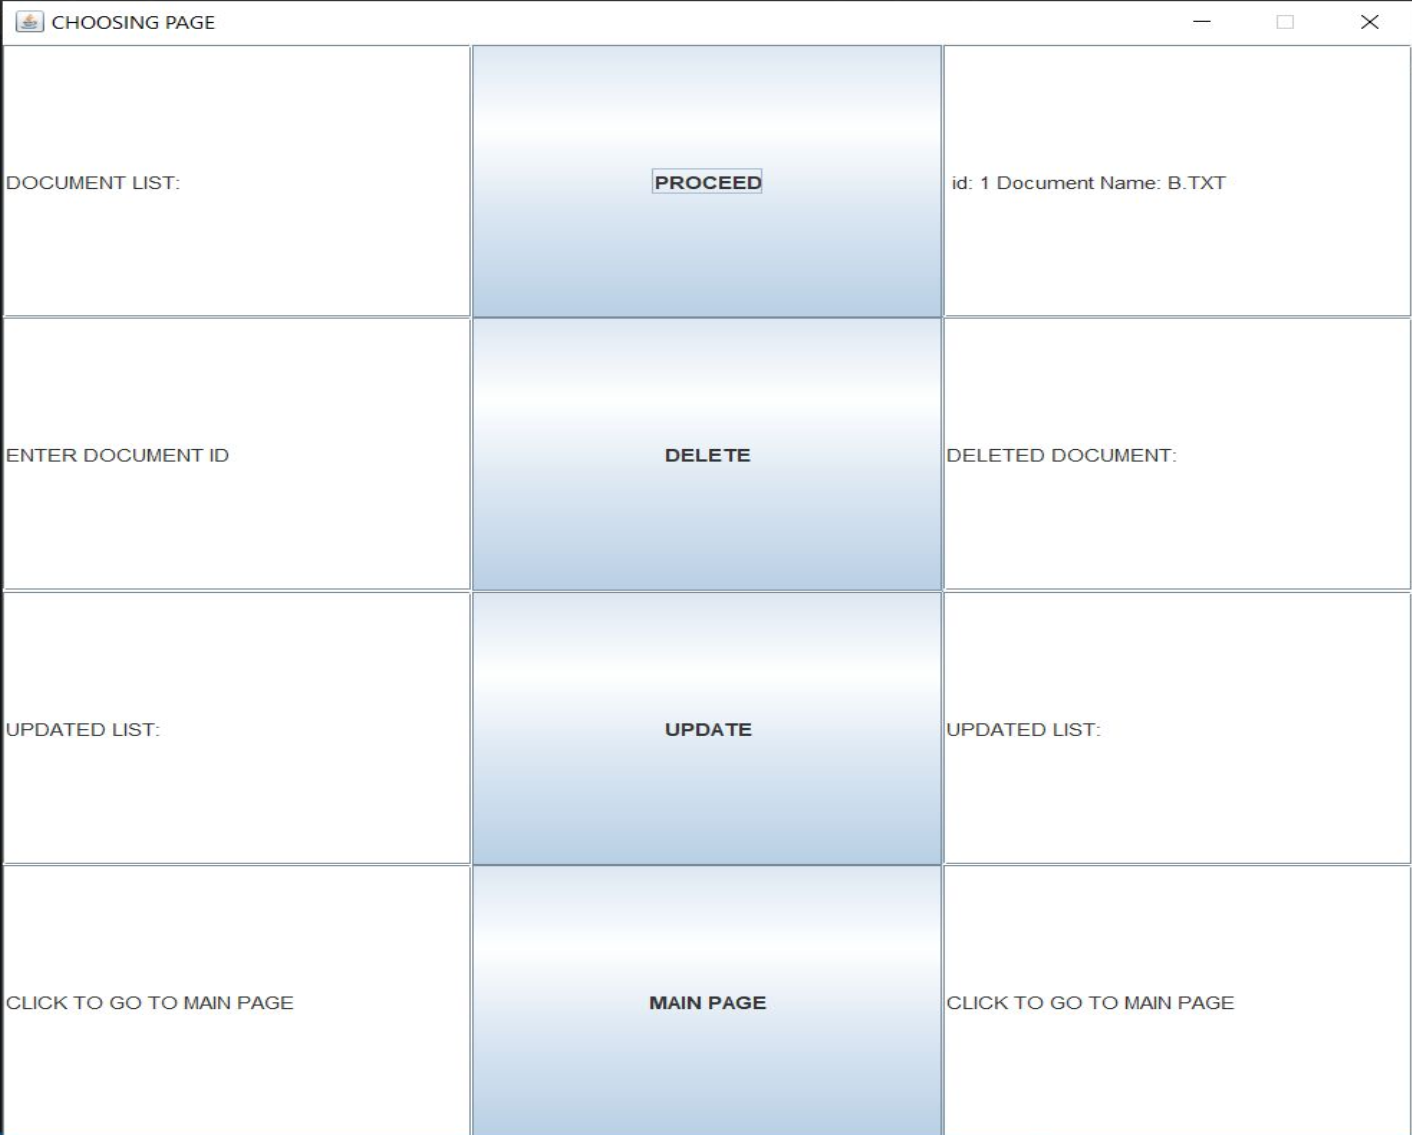 CHOOSING PAGE
DOCUMENT LIST:
PROCEED
id: 1 Document Name: B.TXT
ENTER DOCUMENT ID
DELETE
DELETED DOCUMENT:
UPDATED LIST:
UPDATE
UPDATED LIST:
CLICK TO GO TO MAIN PAGE
MAIN PAGE
CLICK TO GO TO MAIN PAGE